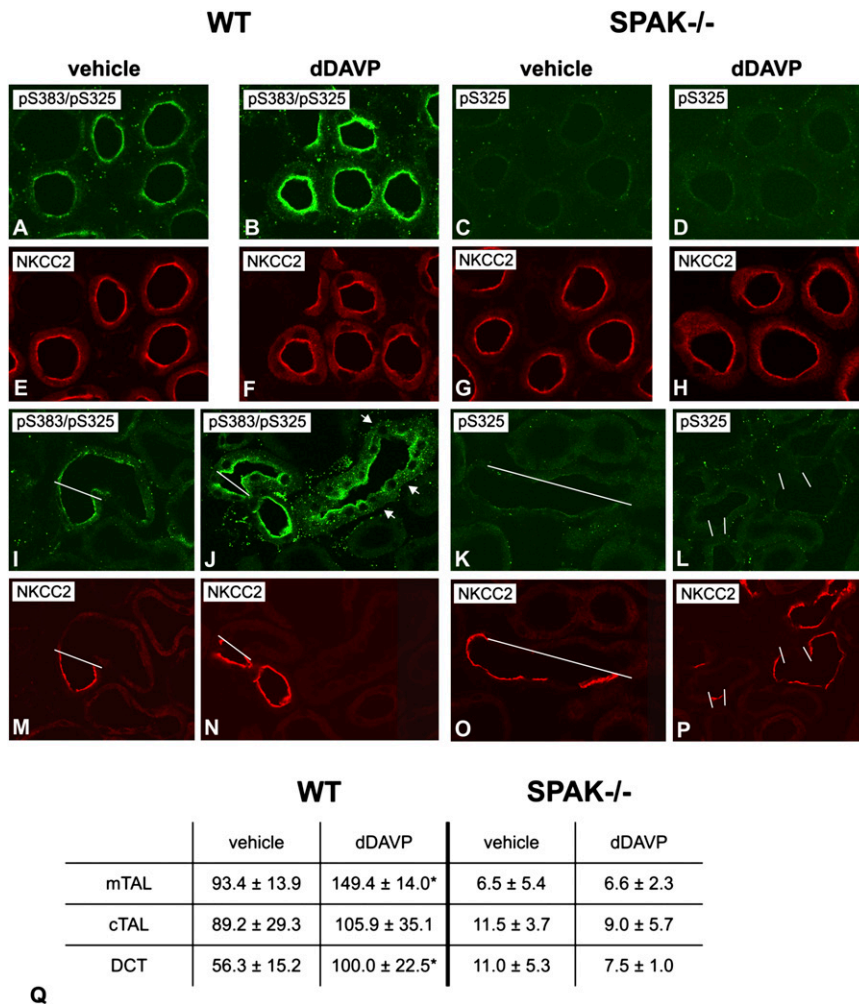 WT SPAK-/-
vehicle dDAVP vehicle dDAVP
pS383/pS325 pS383/pS325 pS325 pS325
A B C D
NKCC2 NKCC2 NKCC2 NKCC2
E F G H
pS383/pS325 pS383/pS325 pS325 pS325
I J K L
NKCC2 NKCC2 NKCC2 NKCC2
M N O P
WT SPAK-/-
vehicle dDAVP vehicle dDAVP
mTAL 93.4 ± 13.9 149.4 ± 14.0* 6.5 ± 5.4 6.6 ± 2.3
cTAL 89.2 ± 29.3 105.9 ± 35.1 11.5 ± 3.7 9.0 ± 5.7
DCT 56.3 ± 15.2 100.0 ± 22.5* 11.0 ± 5.3 7.5 ± 1.0
Q